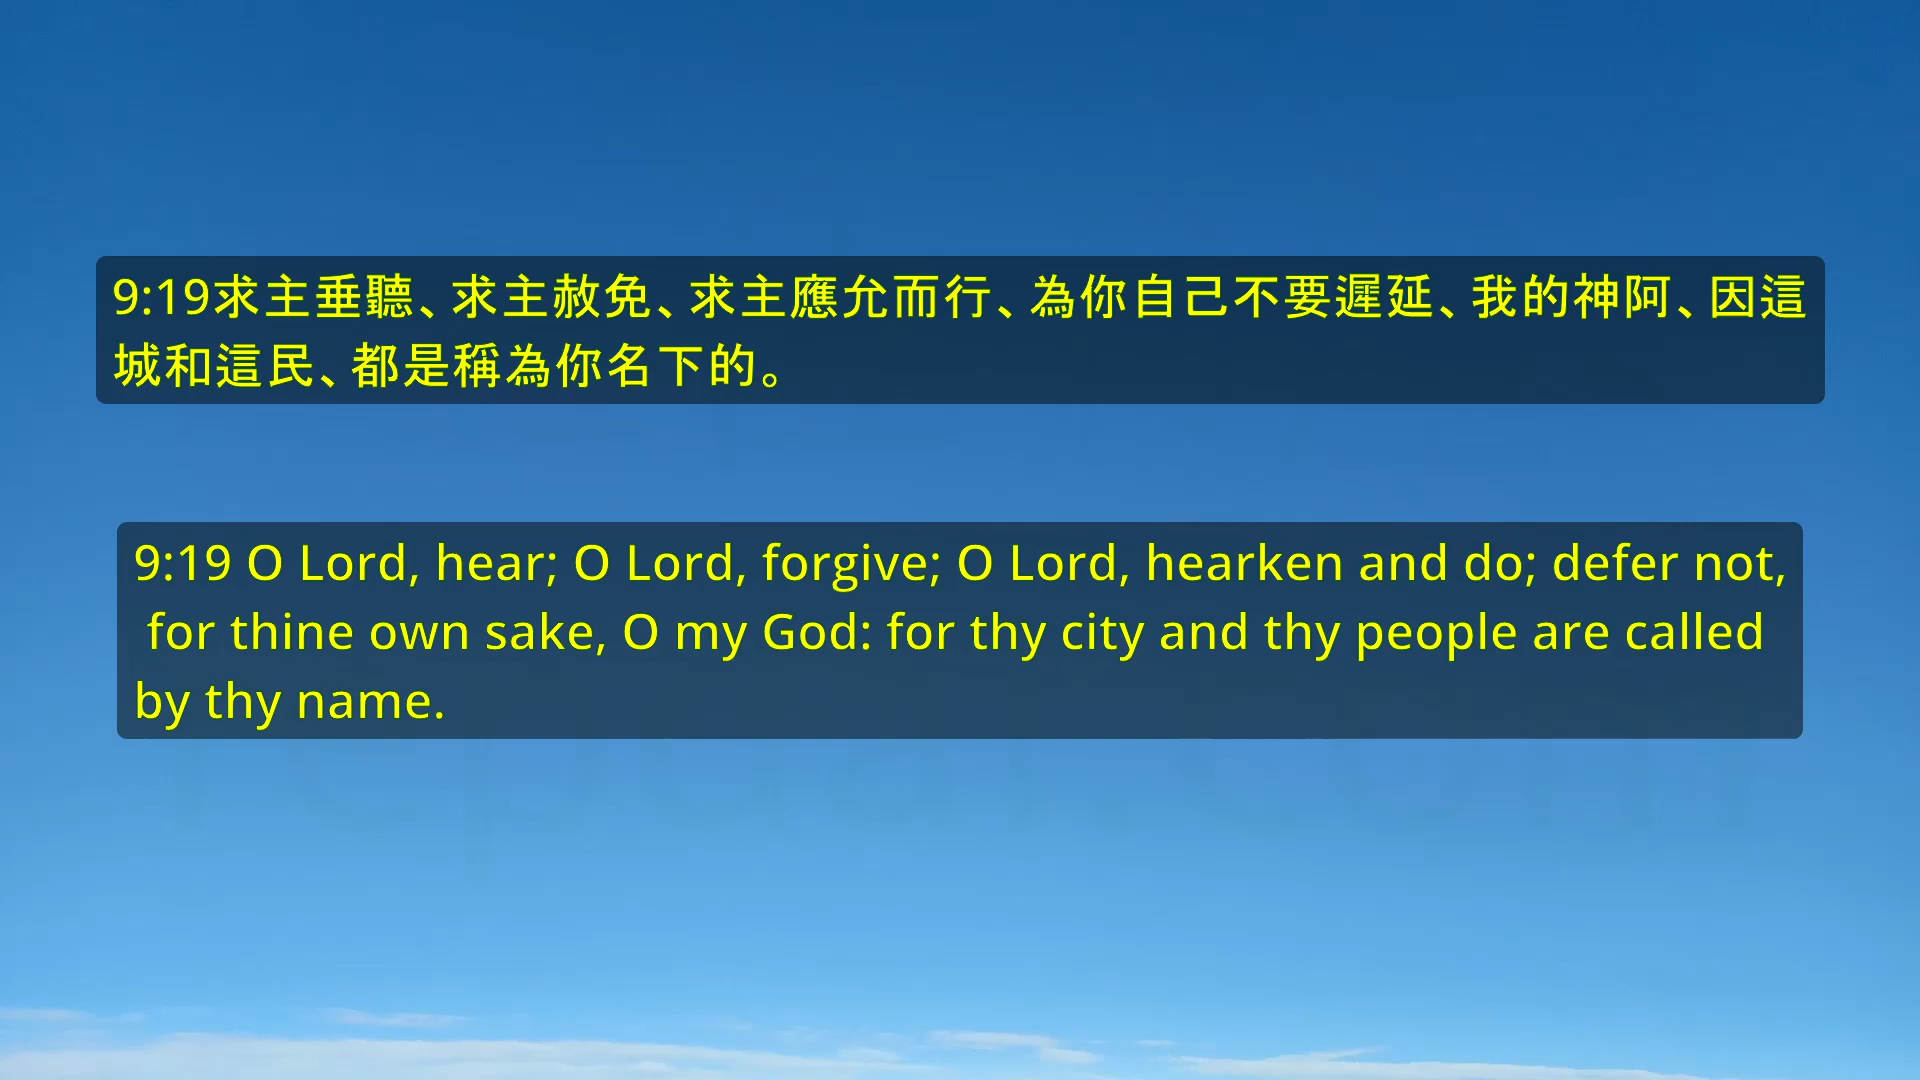 9:19求主垂聽、求主赦免、求主應允而行、為你自己不要遲延、我的神阿、因這
城和這民、都是稱為你名下的。
9:19 O Lord, hear; O Lord, forgive; O Lord, hearken and do; defer not,
for thine own sake, O my God: for thy city and thy people are called
by thy name.